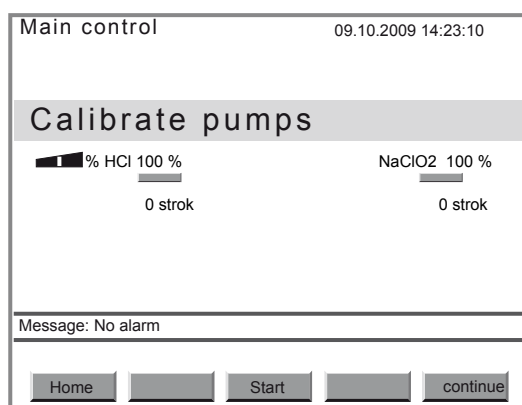 Main control 09.10.2009 14:23:10
Calibrate pumps
% HCl 100 % NaClO2 100 %
0 strok 0 strok
Message: No alarm
Home Start continue